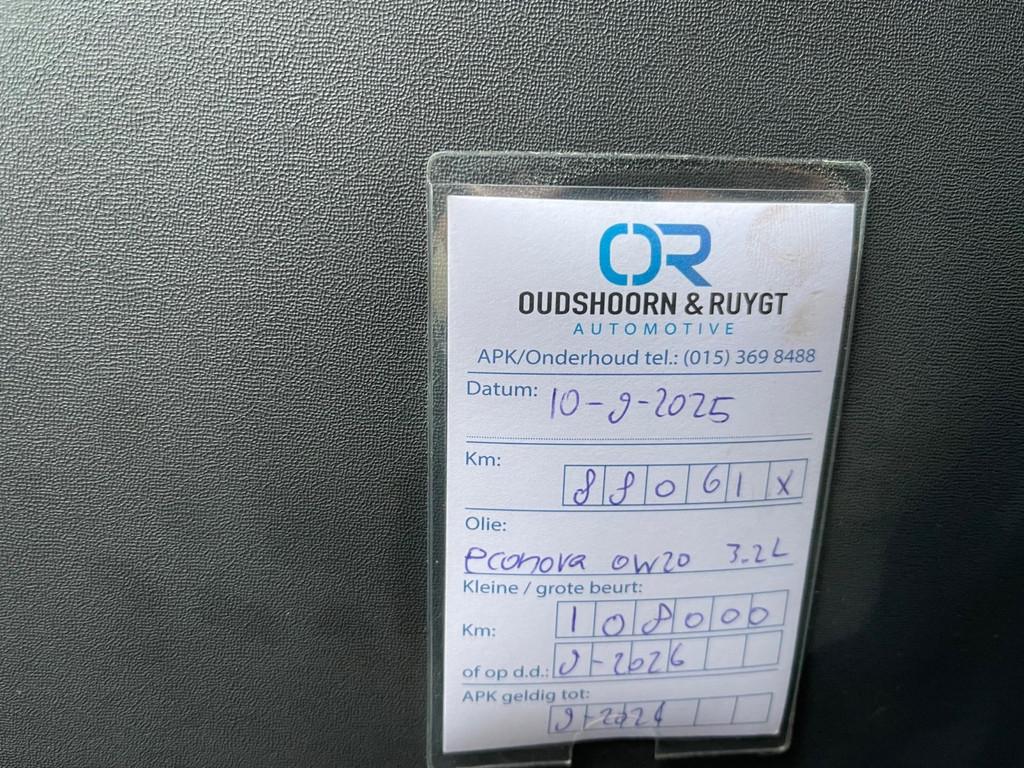 OR
OUDSHOORN & RUYGT
AUTOMOTIVE
APK/Onderhoud tel.: (015) 369 8488
Datum: 10-9-2025
Km: 88061X
Olie:
econova 0W20 3.2L
Kleine / grote beurt:
Km: 108000
of op d.d.: 9-2026
APK geldig tot: